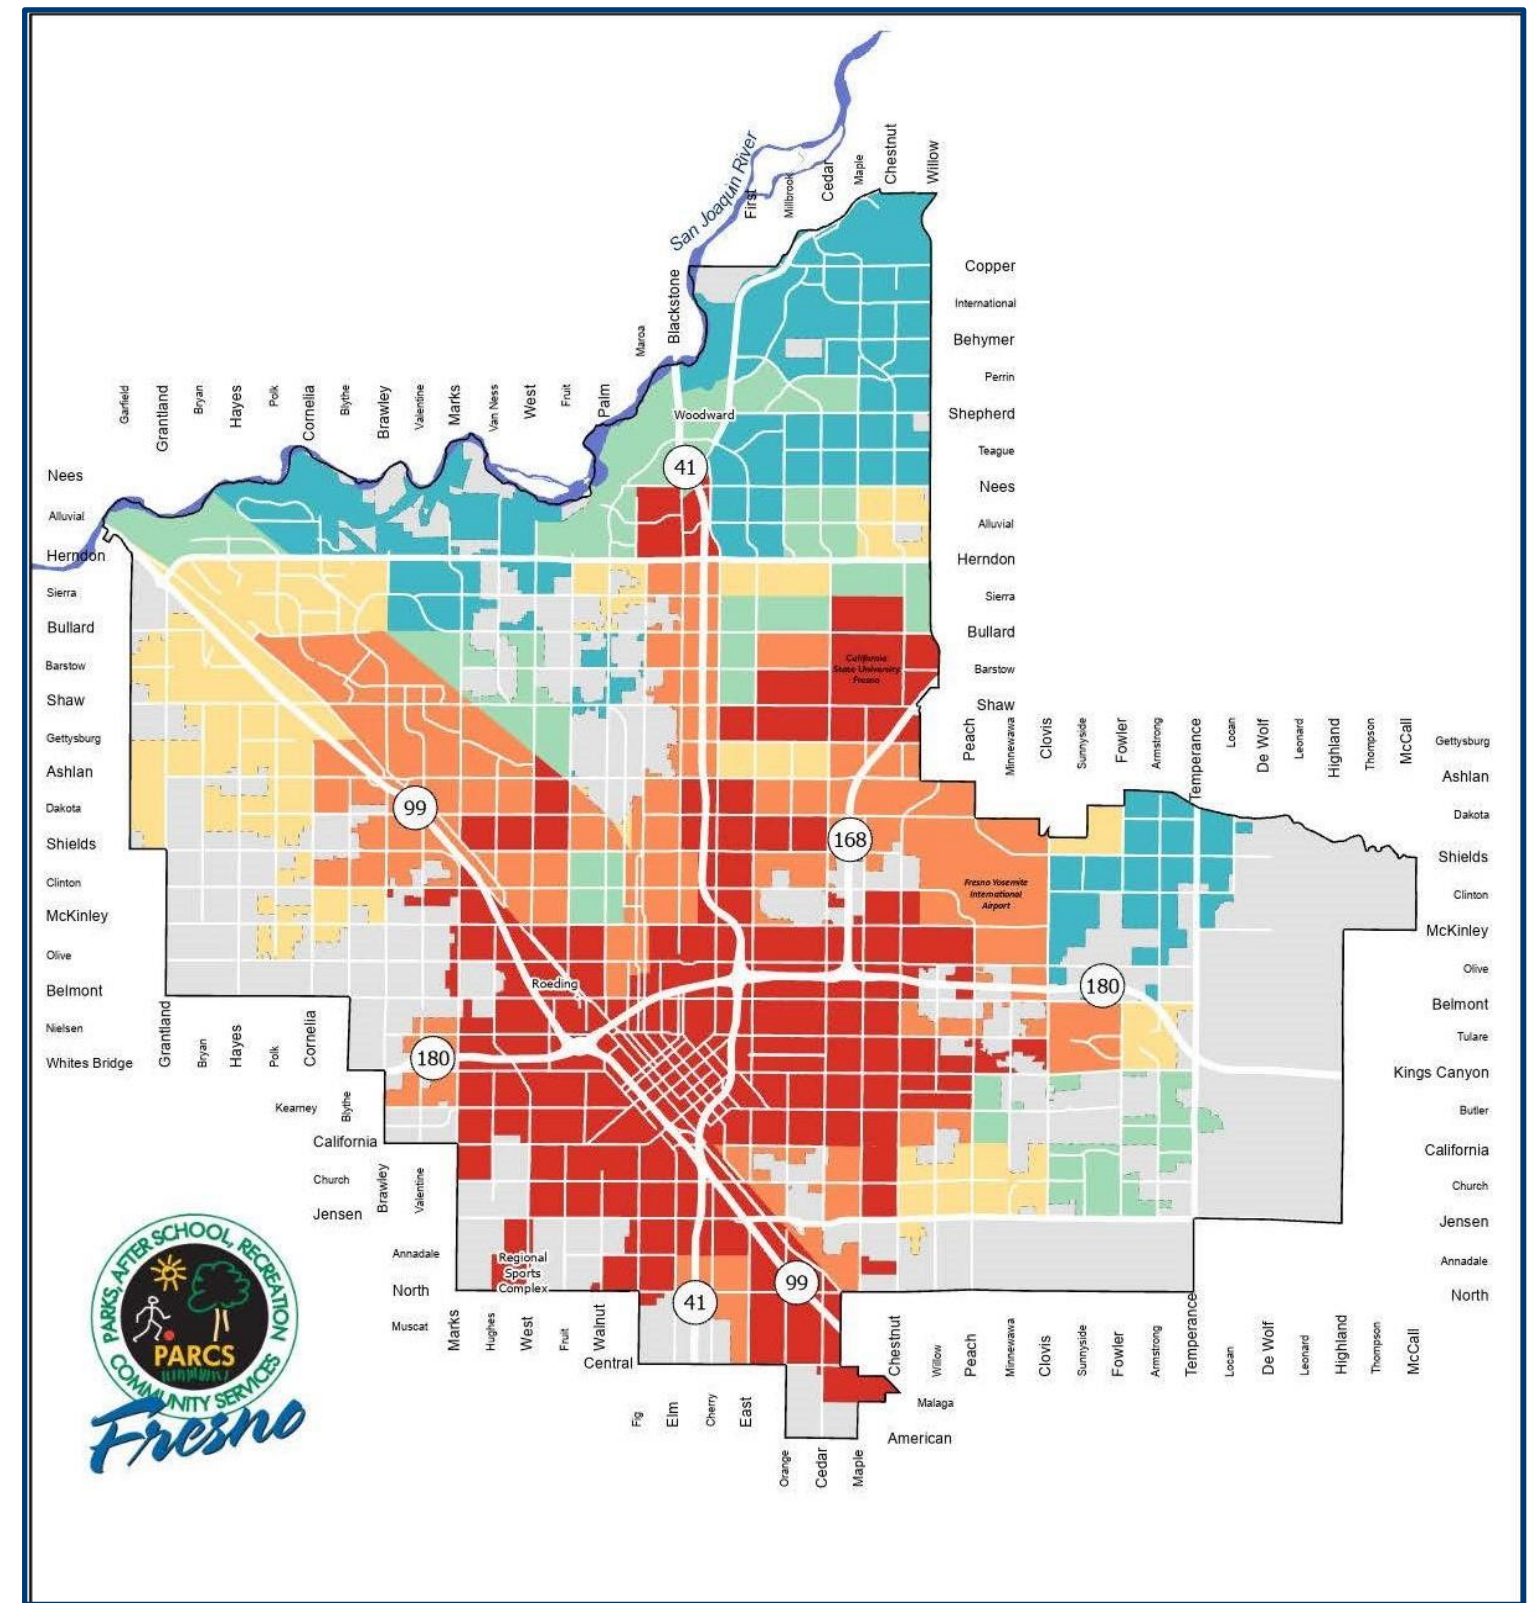 San Joaquin River
First
Millbrook
Cedar
Maple
Chestnut
Willow
Maroa
Blackstone
Copper
International
Behymer
Perrin
Shepherd
Teague
Nees
Alluvial
Herndon
Sierra
Bullard
Barstow
Shaw
Garfield
Grantland
Bryan
Hayes
Polk
Cornelia
Blythe
Brawley
Valentine
Marks
Van Ness
West
Fruit
Palm
Woodward
41
Nees
Alluvial
Herndon
Sierra
Bullard
Barstow
Shaw
Gettysburg
Ashlan
Dakota
Shields
Clinton
McKinley
Olive
Belmont
Nielsen
Whites Bridge
California
State University
Fresno
Peach
Minnewawa
Clovis
Sunnyside
Fowler
Armstrong
Temperance
Locan
De Wolf
Leonard
Highland
Thompson
McCall
Gettysburg
Ashlan
Dakota
Shields
Clinton
McKinley
Olive
Belmont
Tulare
Kings Canyon
Butler
California
Church
Jensen
Annadale
North
99
168
Fresno Yosemite
International
Airport
Roeding
180
180
Grantland
Bryan
Hayes
Polk
Cornelia
Kearney
Blythe
California
Church
Brawley
Valentine
Jensen
Annadale
North
Muscat
Regional
Sports
Complex
41
99
Marks
Hughes
West
Fruit
Walnut
Central
Chestnut
Willow
Peach
Minnewawa
Clovis
Sunnyside
Fowler
Armstrong
Temperance
Locan
De Wolf
Leonard
Highland
Thompson
McCall
Fig
Elm
Cherry
East
Malaga
American
Orange
Cedar
Maple
PARKS, AFTER SCHOOL, RECREATION
COMMUNITY SERVICES
PARCS
Fresno